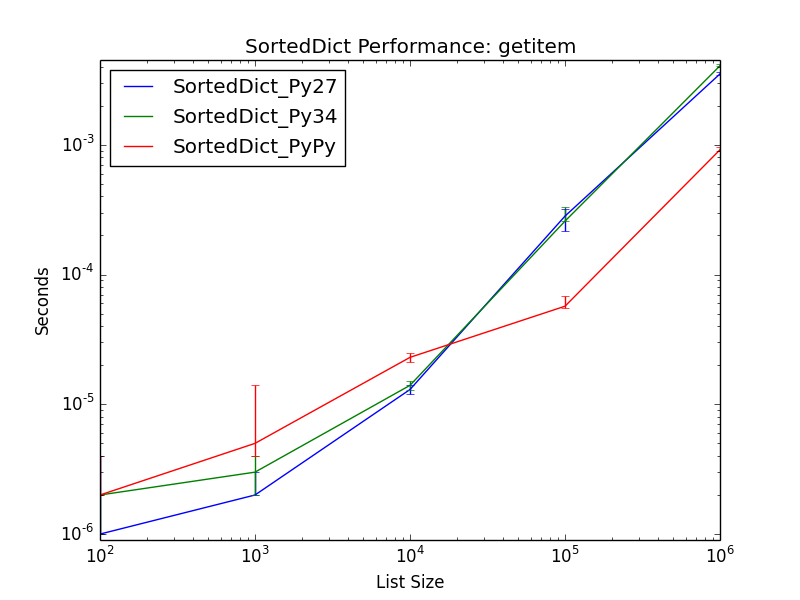 SortedDict Performance: getitem
SortedDict_Py27
SortedDict_Py34
SortedDict_PyPy
10^-3
10^-4
10^-5
10^-6
Seconds
10^2 10^3 10^4 10^5 10^6
List Size